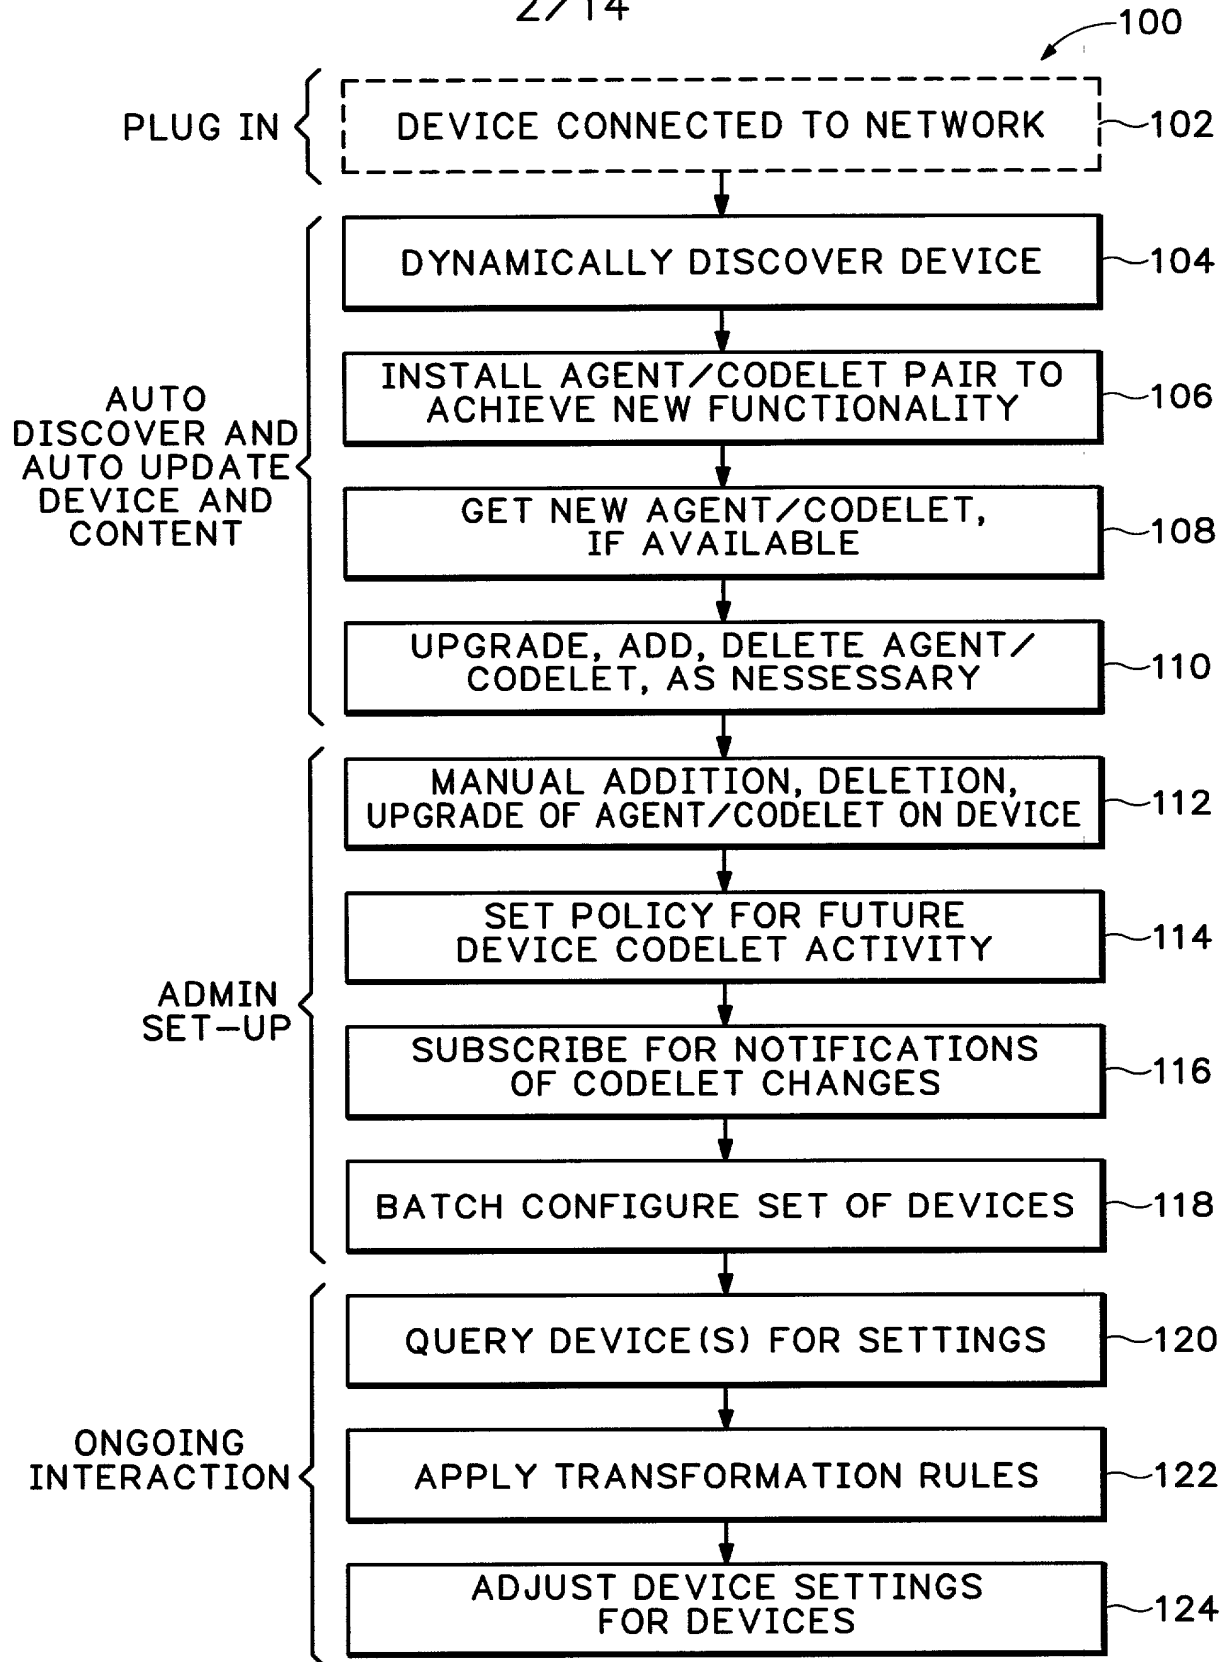 2/14
100
PLUG IN
DEVICE CONNECTED TO NETWORK
102
AUTO
DISCOVER AND
AUTO UPDATE
DEVICE AND
CONTENT
DYNAMICALLY DISCOVER DEVICE
104
INSTALL AGENT/CODELET PAIR TO
ACHIEVE NEW FUNCTIONALITY
106
GET NEW AGENT/CODELET,
IF AVAILABLE
108
UPGRADE, ADD, DELETE AGENT/
CODELET, AS NESSESSARY
110
ADMIN
SET-UP
MANUAL ADDITION, DELETION,
UPGRADE OF AGENT/CODELET ON DEVICE
112
SET POLICY FOR FUTURE
DEVICE CODELET ACTIVITY
114
SUBSCRIBE FOR NOTIFICATIONS
OF CODELET CHANGES
116
BATCH CONFIGURE SET OF DEVICES
118
ONGOING
INTERACTION
QUERY DEVICE(S) FOR SETTINGS
120
APPLY TRANSFORMATION RULES
122
ADJUST DEVICE SETTINGS
FOR DEVICES
124